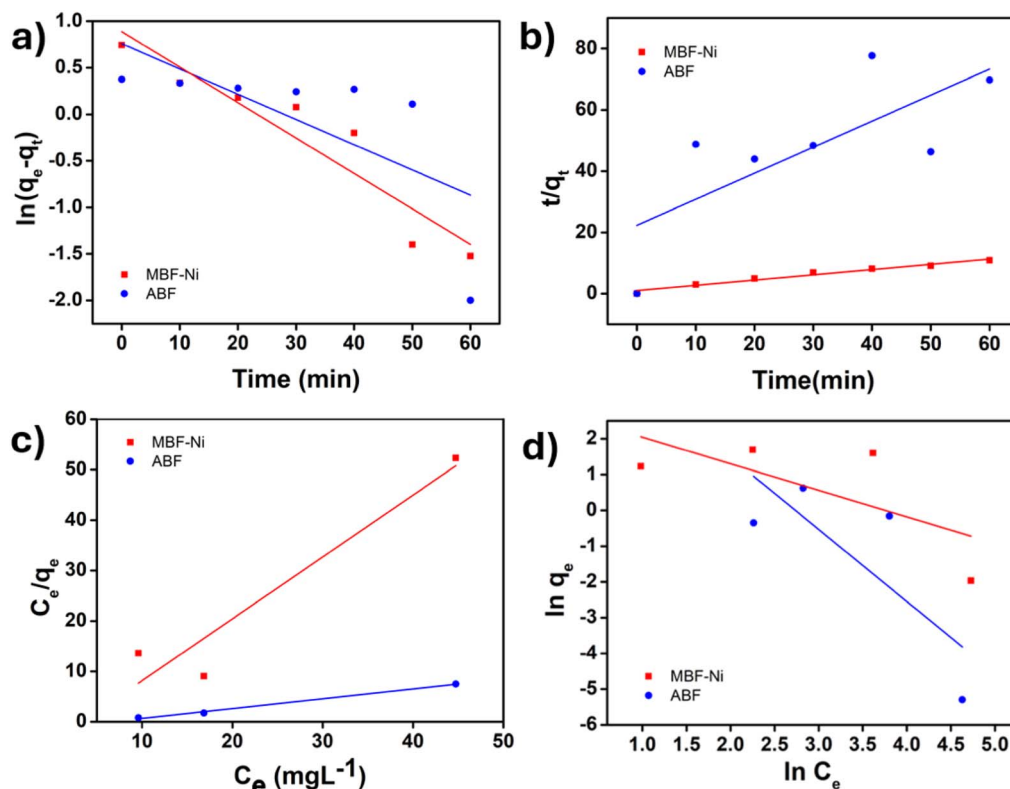 a)
MBF-Ni
ABF
ln (qe-qt)
1.0
0.5
0.0
-0.5
-1.0
-1.5
-2.0
0 10 20 30 40 50 60
Time (min)
b)
MBF-Ni
ABF
t/qt
80
60
40
20
0
0 10 20 30 40 50 60
Time(min)
c)
MBF-Ni
ABF
Ce/qe
60
50
40
30
20
10
0
10 20 30 40 50
Ce (mgL-1)
d)
MBF-Ni
ABF
ln qe
2
1
0
-1
-2
-3
-4
-5
-6
1.0 1.5 2.0 2.5 3.0 3.5 4.0 4.5 5.0
ln Ce